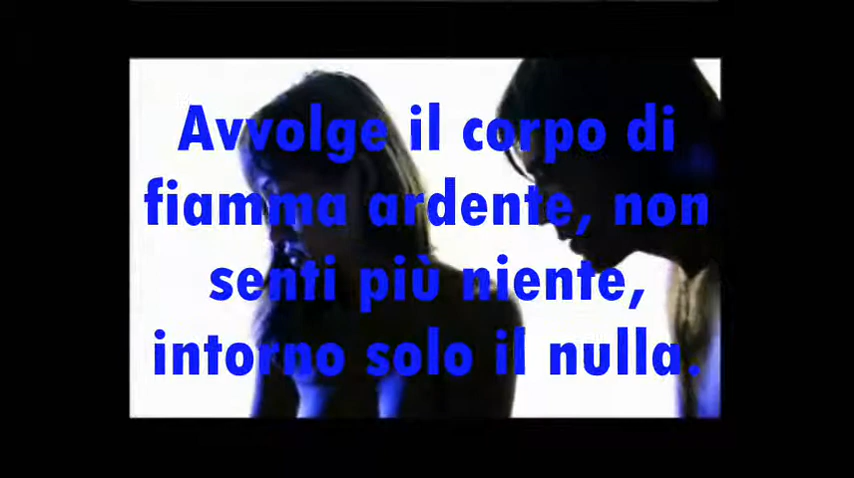 Avvolge il corpo di
fiamma ardente, non
senti più niente,
intorno solo il nulla.